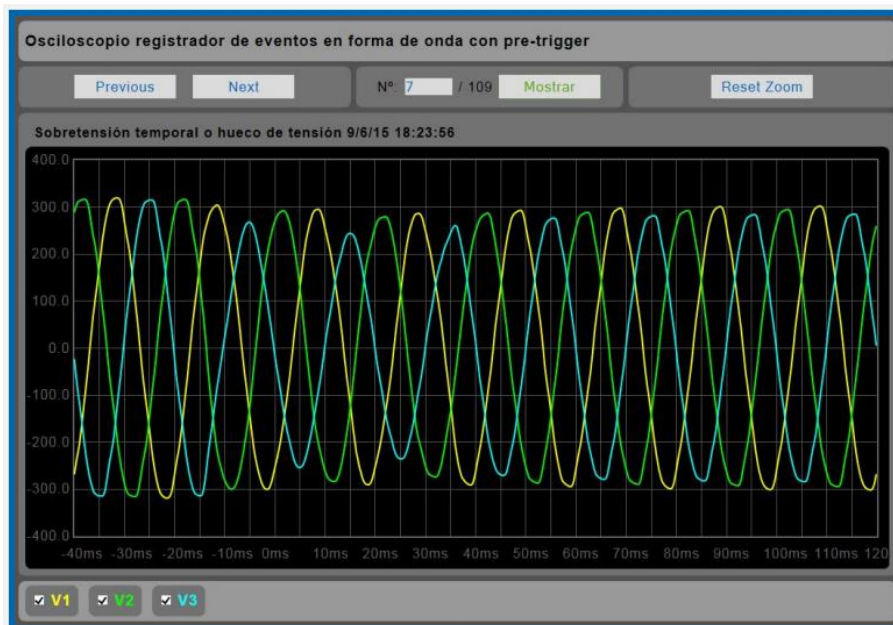 Osciloscopio registrador de eventos en forma de onda con pre-trigger
Previous Next Nº: 7 / 109 Mostrar Reset Zoom
Sobretensión temporal o hueco de tensión 9/6/15 18:23:56
400.0
300.0
200.0
100.0
0.0
-100.0
-200.0
-300.0
-400.0
-40ms -30ms -20ms -10ms 0ms 10ms 20ms 30ms 40ms 50ms 60ms 70ms 80ms 90ms 100ms 110ms 120
V1 V2 V3